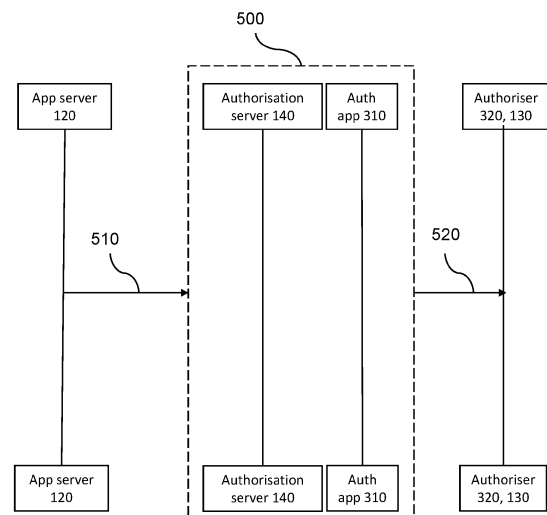 500
App server
120
Authorisation
server 140
Auth
app 310
Authoriser
320, 130
510
520
App server
120
Authorisation
server 140
Auth
app 310
Authoriser
320, 130